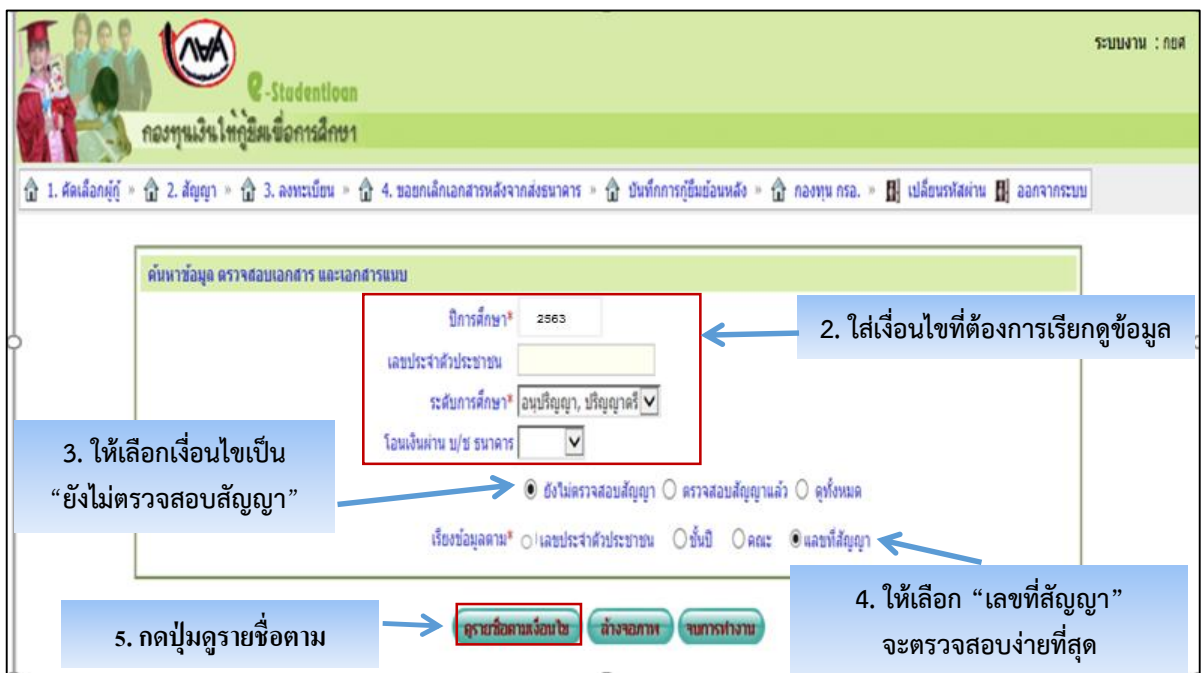 ระบบงาน : กยศ
e-Studentloan
กองทุนเงินให้กู้ยืมเพื่อการศึกษา
1. คัดเลือกผู้กู้ » 2. สัญญา » 3. ลงทะเบียน » 4. ขอยกเลิกเอกสารหลังจากส่งธนาคาร » บันทึกการกู้ยืมย้อนหลัง » กองทุน กรอ. » เปลี่ยนรหัสผ่าน ออกจากระบบ
ค้นหาข้อมูล ตรวจสอบเอกสาร และเอกสารแนบ
ปีการศึกษา* 2563
2. ใส่เงื่อนไขที่ต้องการเรียกดูข้อมูล
เลขประจำตัวประชาชน
ระดับการศึกษา* อนุปริญญา, ปริญญาตรี
โอนเงินผ่าน บ/ช ธนาคาร
3. ให้เลือกเงื่อนไขเป็น
“ยังไม่ตรวจสอบสัญญา”
ยังไม่ตรวจสอบสัญญา ตรวจสอบสัญญาแล้ว ดูทั้งหมด
เรียงข้อมูลตาม* เลขประจำตัวประชาชน ชั้นปี คณะ เลขที่สัญญา
4. ให้เลือก “เลขที่สัญญา”
จะตรวจสอบง่ายที่สุด
5. กดปุ่มดูรายชื่อตาม
ดูรายชื่อตามเงื่อนไข ล้างจอภาพ จบการทำงาน